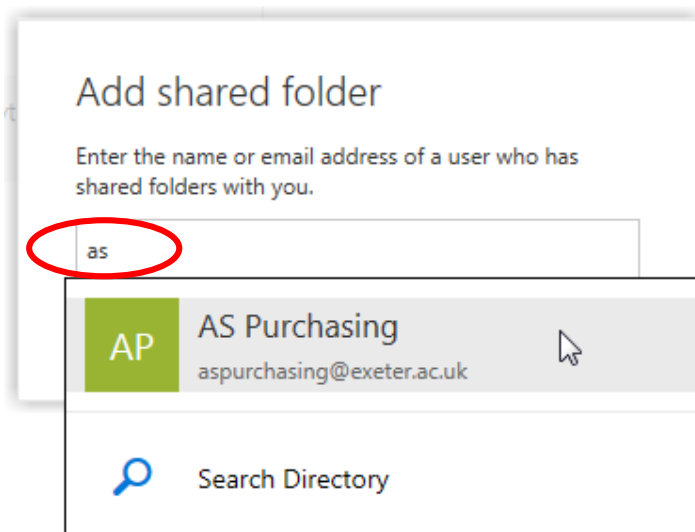 Add shared folder
Enter the name or email address of a user who has
shared folders with you.
as
AP
AS Purchasing
aspurchasing@exeter.ac.uk
Search Directory